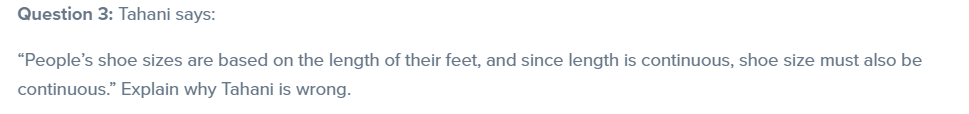 Question 3: Tahani says:
“People’s shoe sizes are based on the length of their feet, and since length is continuous, shoe size must also be
continuous.” Explain why Tahani is wrong.